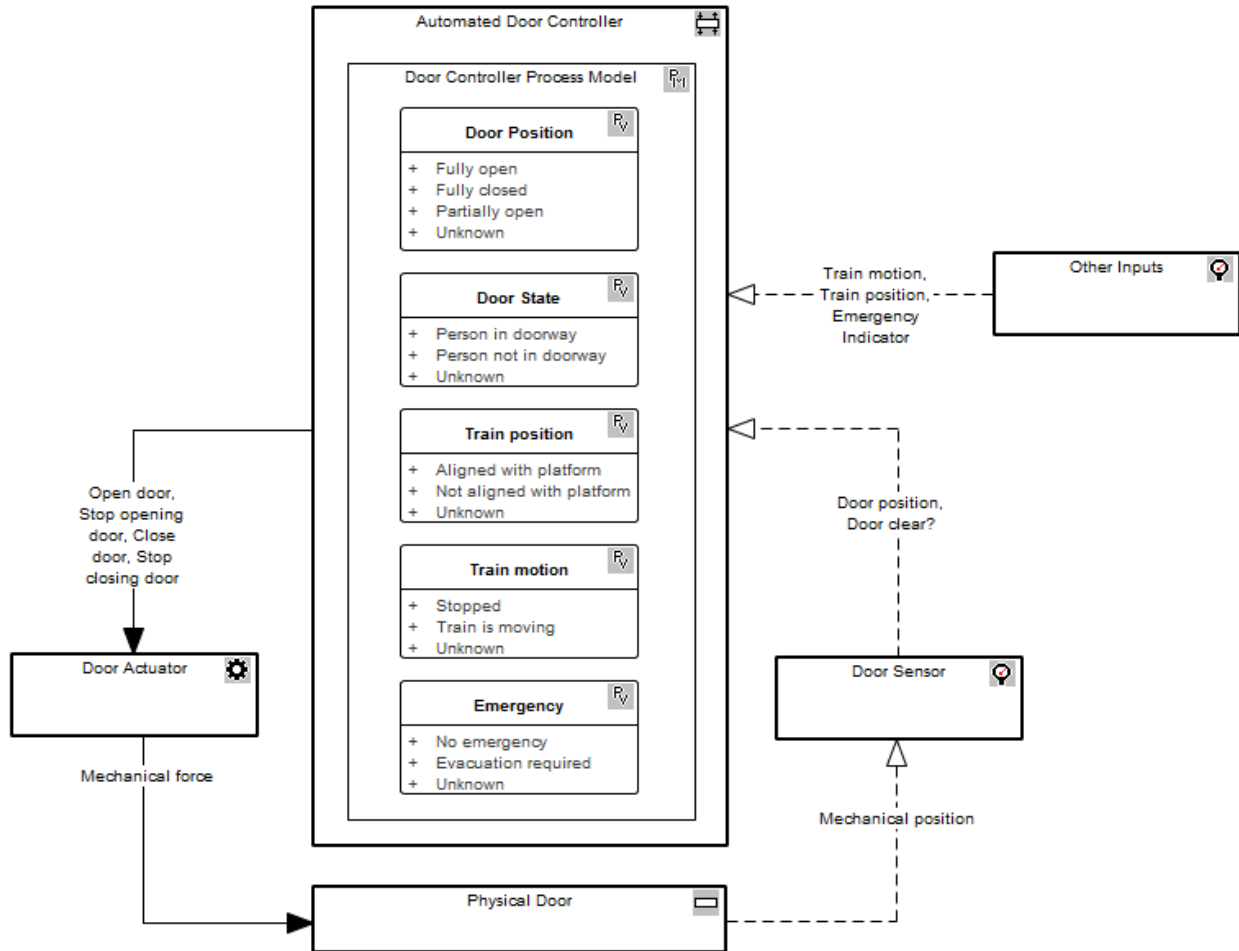 Automated Door Controller
Door Controller Process Model
Door Position
+ Fully open
+ Fully closed
+ Partially open
+ Unknown
Door State
+ Person in doorway
+ Person not in doorway
+ Unknown
Train position
+ Aligned with platform
+ Not aligned with platform
+ Unknown
Train motion
+ Stopped
+ Train is moving
+ Unknown
Emergency
+ No emergency
+ Evacuation required
+ Unknown
Other Inputs
Train motion,
Train position,
Emergency
Indicator
Door position,
Door clear?
Open door,
Stop opening
door, Close
door, Stop
closing door
Door Actuator
Door Sensor
Mechanical force
Mechanical position
Physical Door